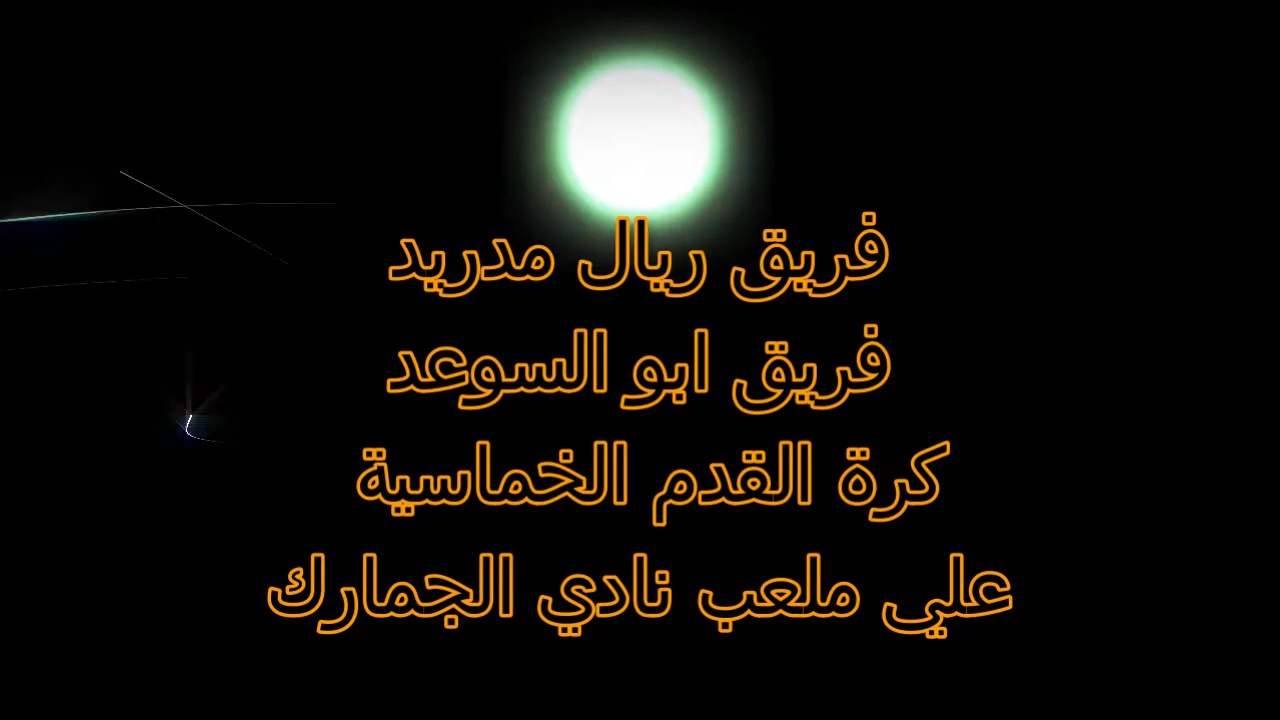 فريق ريال مدريد
فريق ابو السوعد
كرة القدم الخماسية
علي ملعب نادي الجمارك